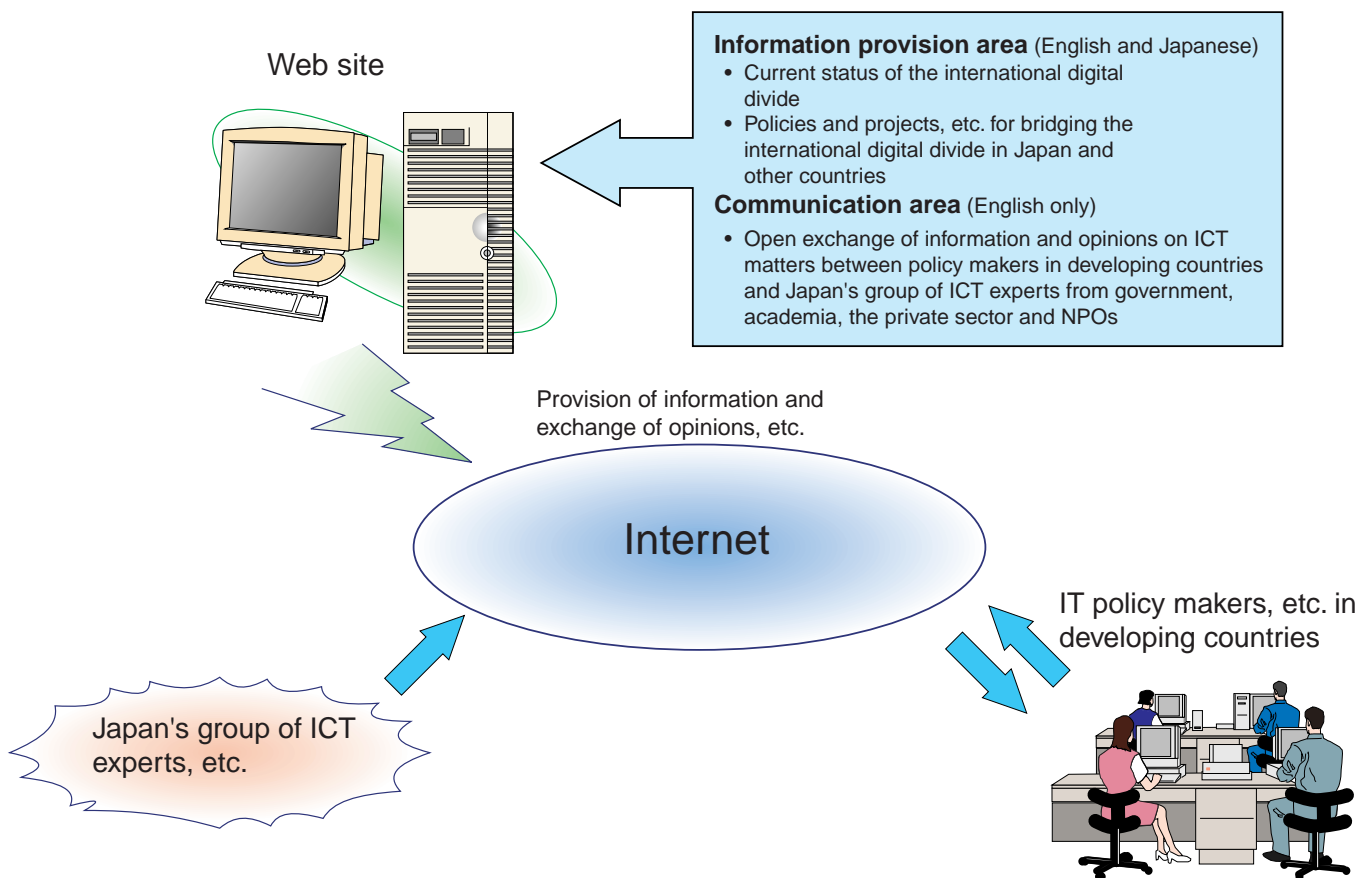 Web site
Information provision area (English and Japanese)
• Current status of the international digital
divide
• Policies and projects, etc. for bridging the
international digital divide in Japan and
other countries
Communication area (English only)
• Open exchange of information and opinions on ICT
matters between policy makers in developing countries
and Japan's group of ICT experts from government,
academia, the private sector and NPOs
Provision of information and
exchange of opinions, etc.
Internet
IT policy makers, etc. in
developing countries
Japan's group of ICT
experts, etc.